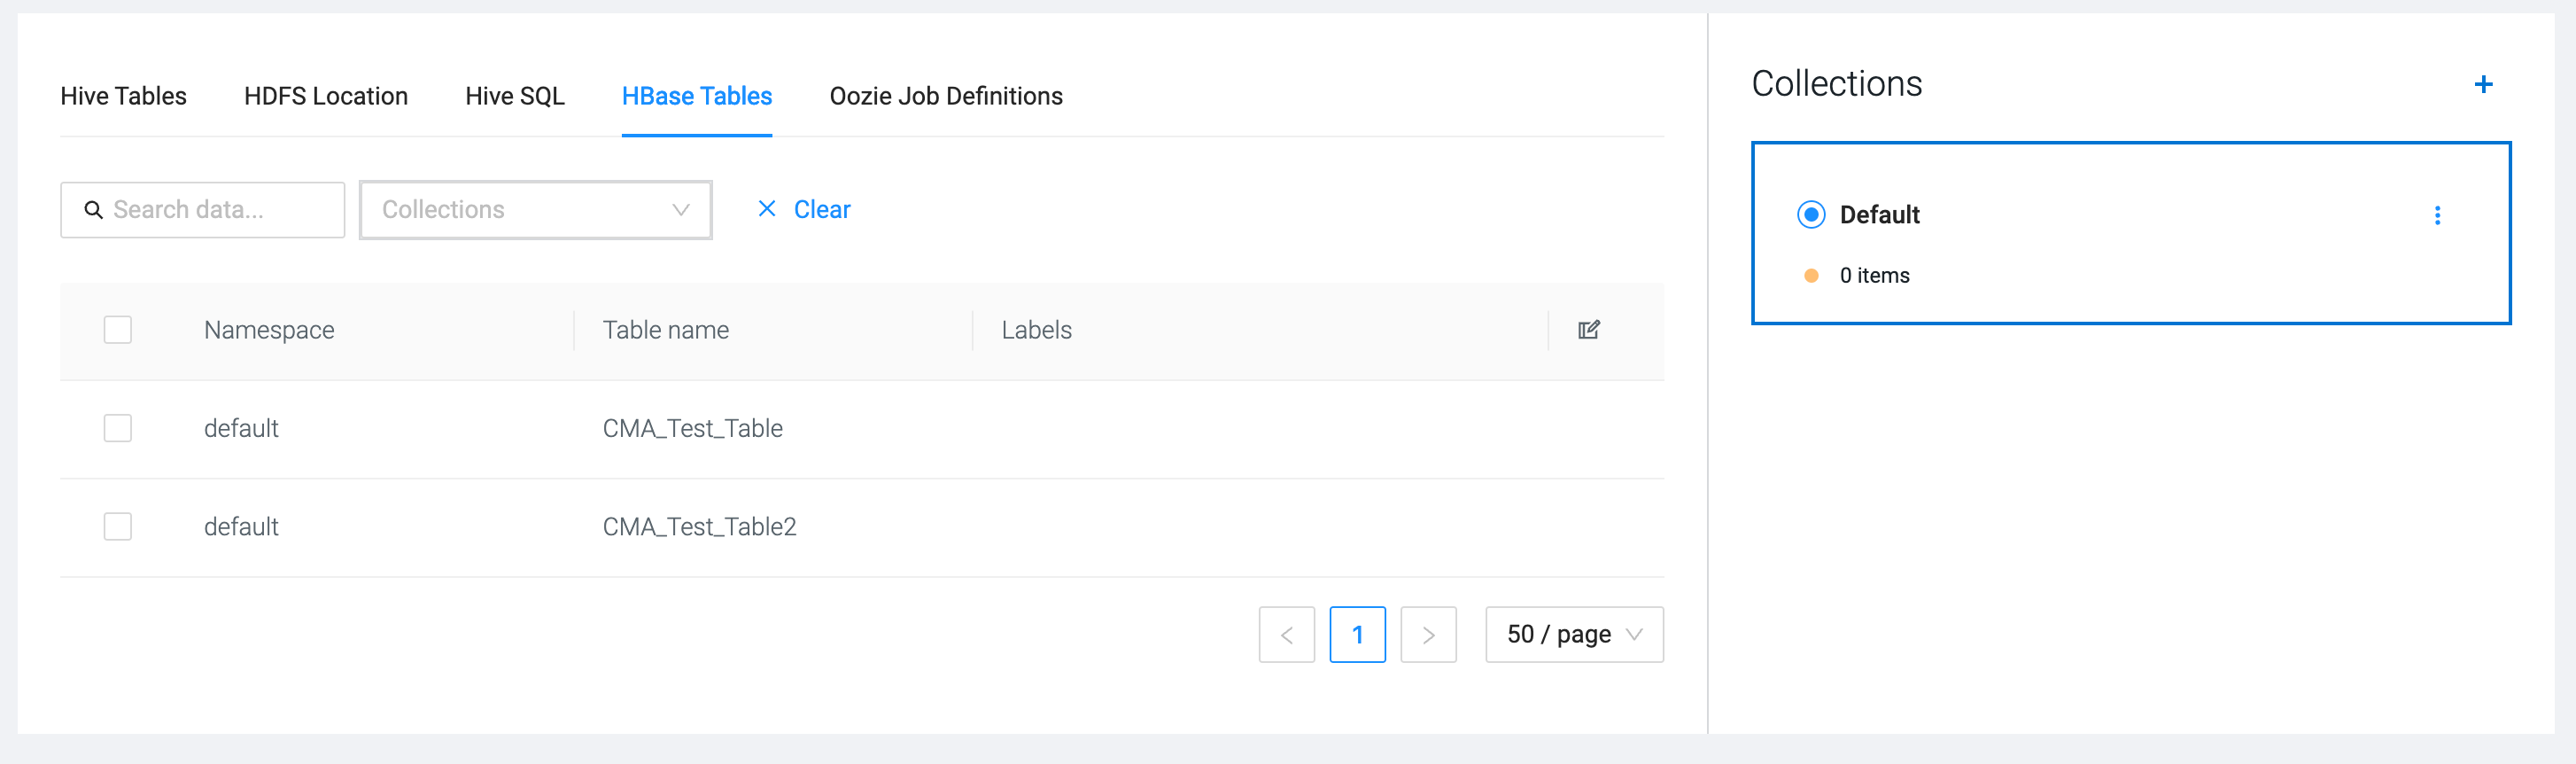 Hive Tables HDFS Location Hive SQL HBase Tables Oozie Job Definitions
Search data... Collections Clear
Namespace Table name Labels
default CMA_Test_Table
default CMA_Test_Table2
1 50 / page
Collections
Default
0 items